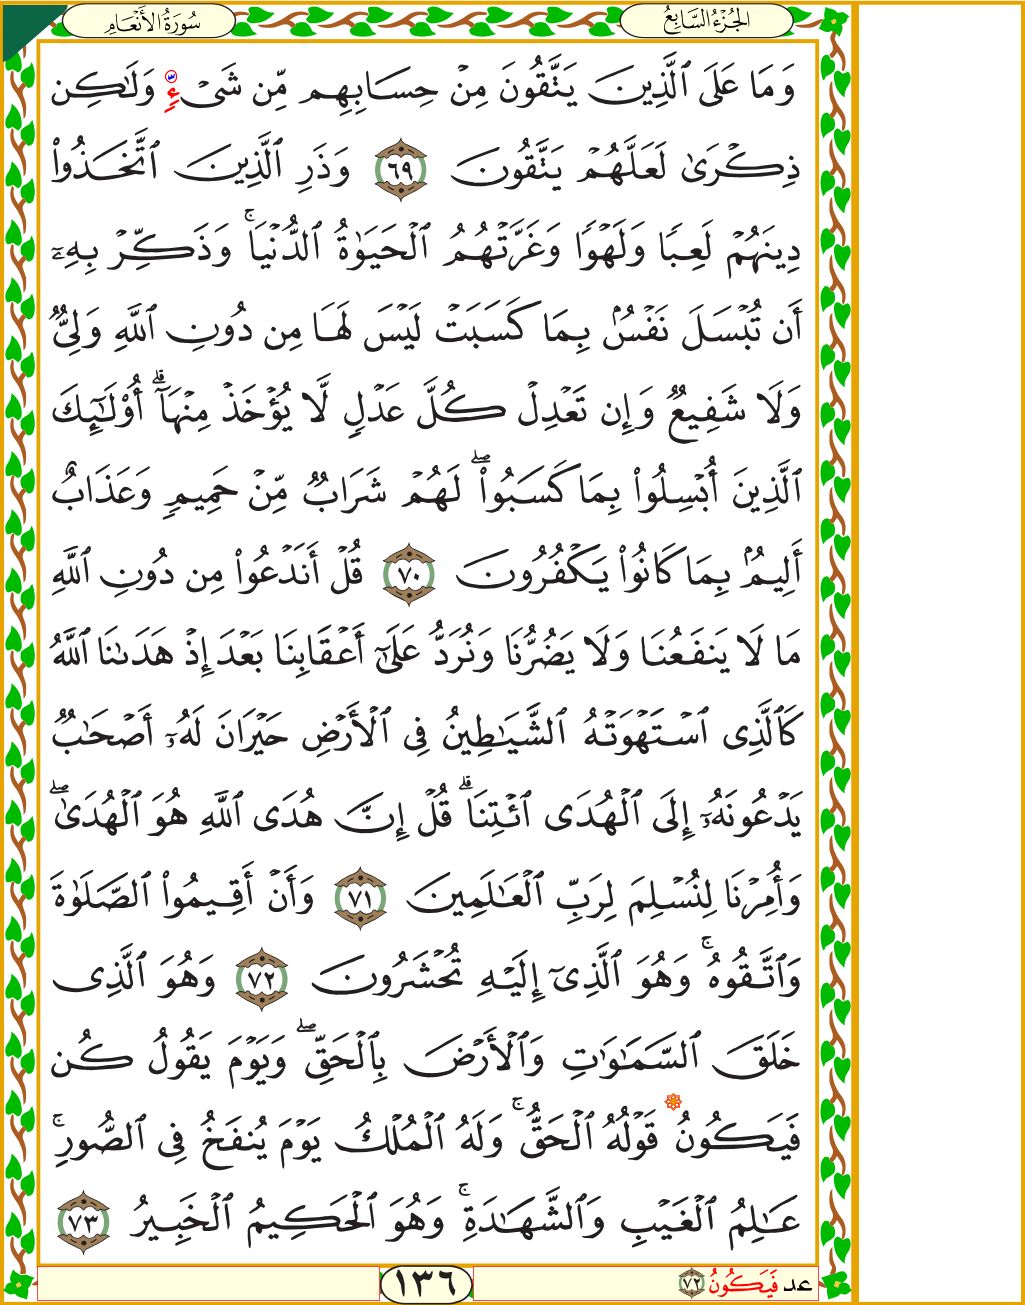 الجُزْءُ السَّابِعُ
سُورَةُ الأَنْعَامِ
وَمَا عَلَى ٱلَّذِينَ يَتَّقُونَ مِنْ حِسَابِهِم مِّن شَىْءٍۢ وَلَٰكِن
ذِكْرَىٰ لَعَلَّهُمْ يَتَّقُونَ ٦٩ وَذَرِ ٱلَّذِينَ ٱتَّخَذُوا۟
دِينَهُمْ لَعِبًا وَلَهْوًا وَغَرَّتْهُمُ ٱلْحَيَوٰةُ ٱلدُّنْيَا ۚ وَذَكِّرْ بِهِۦٓ
أَن تُبْسَلَ نَفْسٌۢ بِمَا كَسَبَتْ لَيْسَ لَهَا مِن دُونِ ٱللَّهِ وَلِىٌّ
وَلَا شَفِيعٌ وَإِن تَعْدِلْ كُلَّ عَدْلٍ لَّا يُؤْخَذْ مِنْهَآ ۗ أُو۟لَٰٓئِكَ
ٱلَّذِينَ أُبْسِلُوا۟ بِمَا كَسَبُوا۟ ۖ لَهُمْ شَرَابٌ مِّنْ حَمِيمٍ وَعَذَابٌ
أَلِيمٌۢ بِمَا كَانُوا۟ يَكْفُرُونَ ٧٠ قُلْ أَنَدْعُوا۟ مِن دُونِ ٱللَّهِ
مَا لَا يَنفَعُنَا وَلَا يَضُرُّنَا وَنُرَدُّ عَلَىٰٓ أَعْقَابِنَا بَعْدَ إِذْ هَدَىٰنَا ٱللَّهُ
كَٱلَّذِى ٱسْتَهْوَتْهُ ٱلشَّيَٰطِينُ فِى ٱلْأَرْضِ حَيْرَانَ لَهُۥٓ أَصْحَٰبٌ
يَدْعُونَهُۥٓ إِلَى ٱلْهُدَى ٱئْتِنَا ۗ قُلْ إِنَّ هُدَى ٱللَّهِ هُوَ ٱلْهُدَىٰ ۖ
وَأُمِرْنَا لِنُسْلِمَ لِرَبِّ ٱلْعَٰلَمِينَ ٧١ وَأَنْ أَقِيمُوا۟ ٱلصَّلَوٰةَ
وَٱتَّقُوهُ ۚ وَهُوَ ٱلَّذِىٓ إِلَيْهِ تُحْشَرُونَ ٧٢ وَهُوَ ٱلَّذِى
خَلَقَ ٱلسَّمَٰوَٰتِ وَٱلْأَرْضَ بِٱلْحَقِّ ۖ وَيَوْمَ يَقُولُ كُن
فَيَكُونُ قَوْلُهُ ٱلْحَقُّ ۚ وَلَهُ ٱلْمُلْكُ يَوْمَ يُنفَخُ فِى ٱلصُّورِ ۚ
عَٰلِمُ ٱلْغَيْبِ وَٱلشَّهَٰدَةِ ۚ وَهُوَ ٱلْحَكِيمُ ٱلْخَبِيرُ ٧٣
عد فَيَكُونُ ٧٢
١٣٦